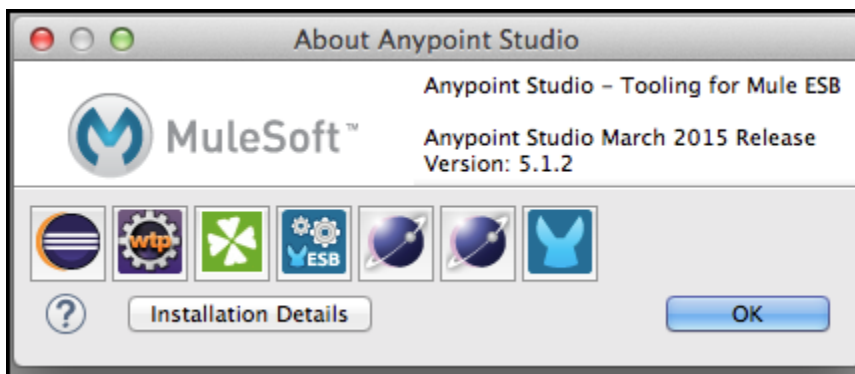 About Anypoint Studio
Anypoint Studio – Tooling for Mule ESB
MuleSoft™
Anypoint Studio March 2015 Release
Version: 5.1.2
wtp
ESB
?
Installation Details
OK